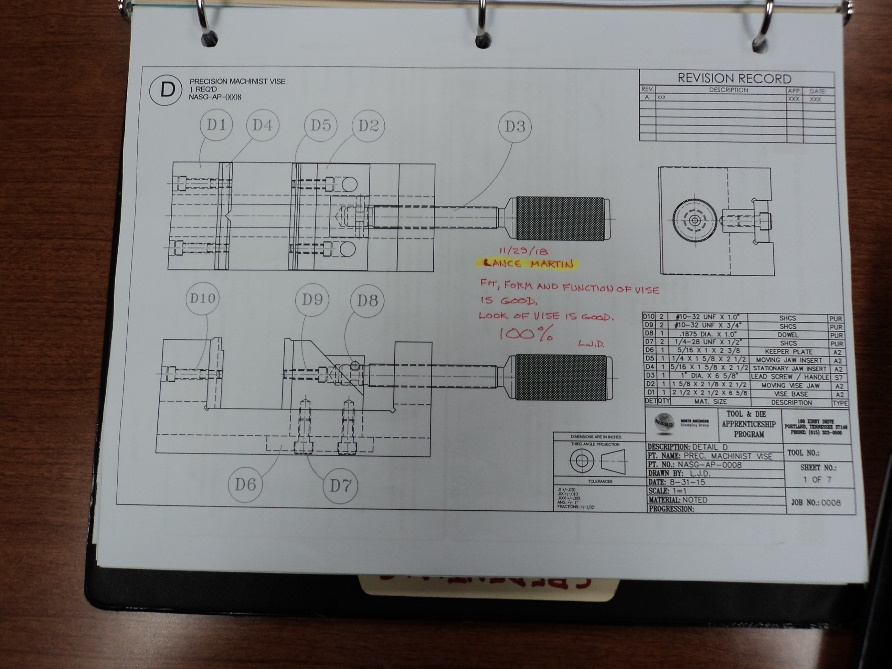 D
PRECISION MACHINIST VISE
1 REQ'D
NASG-AP-0008
REVISION RECORD
REV. DESCRIPTION APP. DATE
A XXX XXX XXX
D1 D4 D5 D2 D3
11/29/18
LANCE MARTIN
FIT, FORM AND FUNCTION OF VISE
IS GOOD.
LOOK OF VISE IS GOOD.
100%
L.J.D.
D10 D9 D8
D6 D7
D10 2 #10-32 UNF X 1.0" SHCS PUR
D9 2 #10-32 UNF X 3/4" SHCS PUR
D8 1 .1875 DIA. X 1.0" DOWEL PUR
D7 2 1/4-28 UNF X 1/2" SHCS PUR
D6 1 5/16 X 1 X 2 3/8 KEEPER PLATE A2
D5 1 1/4 X 1 5/8 X 2 1/2 MOVING JAW INSERT A2
D4 1 5/16 X 1 5/8 X 2 1/2 STATIONARY JAW INSERT A2
D3 1 1" DIA. X 6 5/8" LEAD SCREW / HANDLE S7
D2 1 1 5/8 X 2 1/8 X 2 1/2 MOVING VISE JAW A2
D1 1 2 1/2 X 2 1/2 X 6 5/8 VISE BASE A2
DET QTY MAT. SIZE DESCRIPTION TYPE
TOOL & DIE
APPRENTICESHIP
PROGRAM
PORTLAND, TENNESSEE 37148
DIMENSIONS ARE IN INCHES
THIRD ANGLE PROJECTION
TOLERANCES
DESCRIPTION: DETAIL D
PT. NAME: PREC. MACHINIST VISE
PT. NO.: NASG-AP-0008
DRAWN BY: L.J.D.
DATE: 8-31-15
SCALE: 1=1
MATERIAL: NOTED
PROGRESSION:
TOOL NO.:
SHEET NO.:
1 OF 7
JOB NO.: 0008